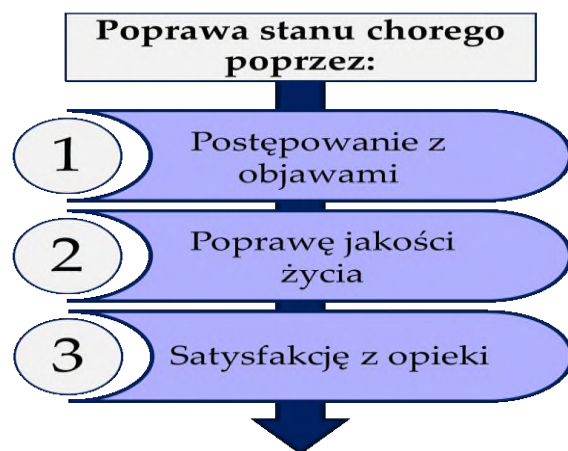 Poprawa stanu chorego
poprzez:
1
Postępowanie z
objawami
2
Poprawę jakości
życia
3
Satysfakcję z opieki